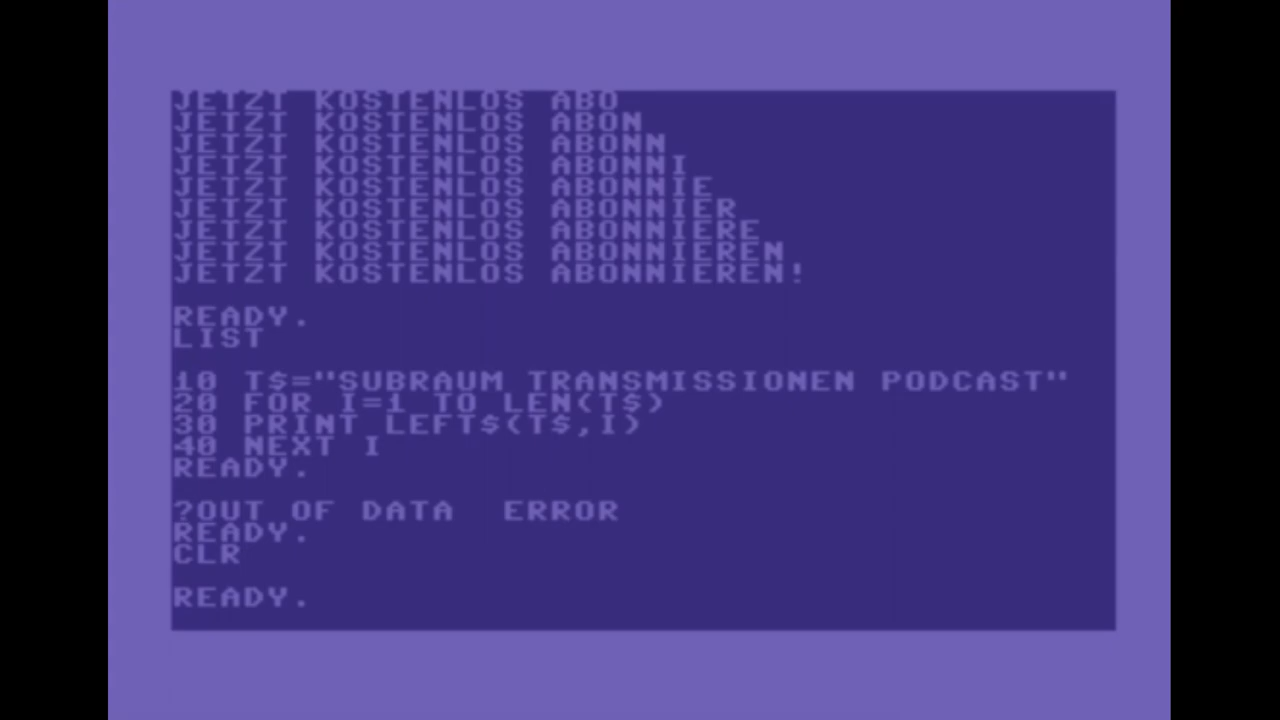 JETZT KOSTENLOS ABO
JETZT KOSTENLOS ABON
JETZT KOSTENLOS ABONN
JETZT KOSTENLOS ABONNI
JETZT KOSTENLOS ABONNIE
JETZT KOSTENLOS ABONNIER
JETZT KOSTENLOS ABONNIERE
JETZT KOSTENLOS ABONNIEREN
JETZT KOSTENLOS ABONNIEREN!
READY.
LIST
10 T$="SUBRAUM TRANSMISSIONEN PODCAST"
20 FOR I=1 TO LEN(T$)
30 PRINT LEFT$(T$,I)
40 NEXT I
READY.
?OUT OF DATA  ERROR
READY.
CLR
READY.